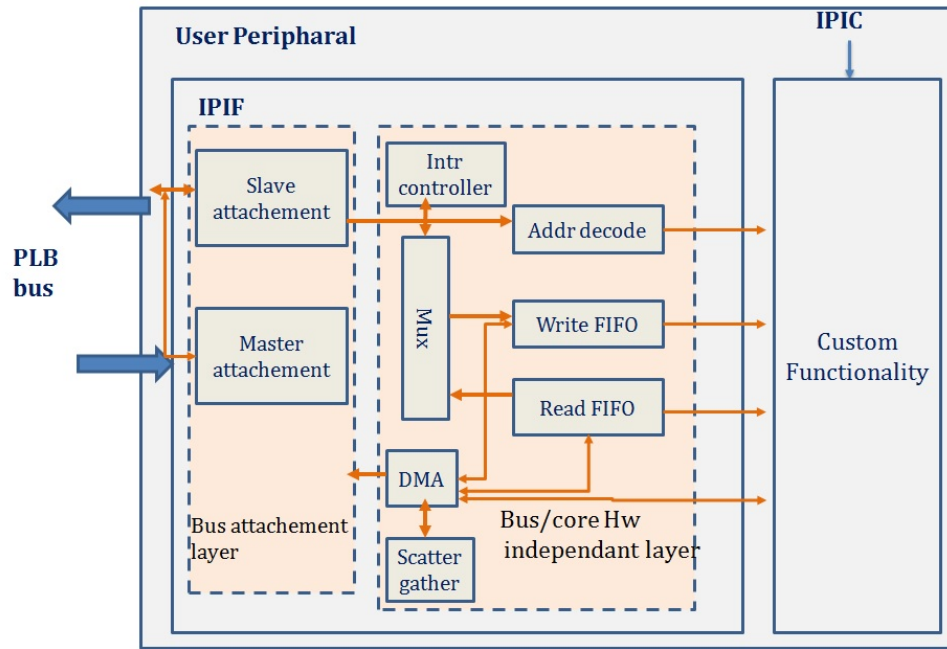 User Peripharal
IPIC
IPIF
Slave
attachement
Intr
controller
Addr decode
PLB
bus
Mux
Write FIFO
Master
attachement
Custom
Functionality
Read FIFO
DMA
Bus attachement
layer
Bus/core Hw
independant layer
Scatter
gather